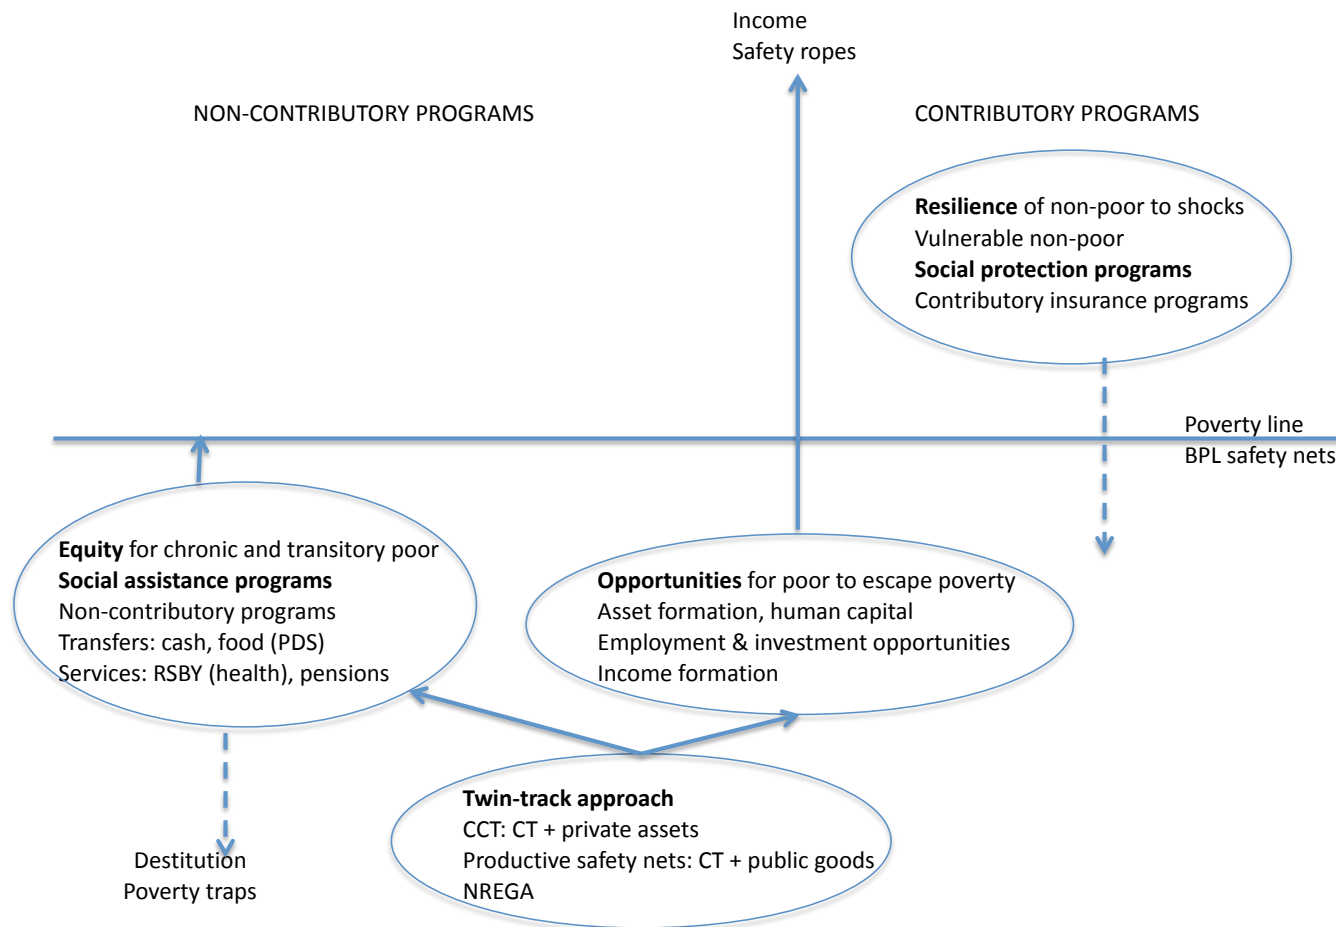 Income
Safety ropes
NON-CONTRIBUTORY PROGRAMS
CONTRIBUTORY PROGRAMS
Resilience of non-poor to shocks
Vulnerable non-poor
Social protection programs
Contributory insurance programs
Poverty line
BPL safety nets
Equity for chronic and transitory poor
Social assistance programs
Non-contributory programs
Transfers: cash, food (PDS)
Services: RSBY (health), pensions
Opportunities for poor to escape poverty
Asset formation, human capital
Employment & investment opportunities
Income formation
Twin-track approach
CCT: CT + private assets
Productive safety nets: CT + public goods
NREGA
Destitution
Poverty traps